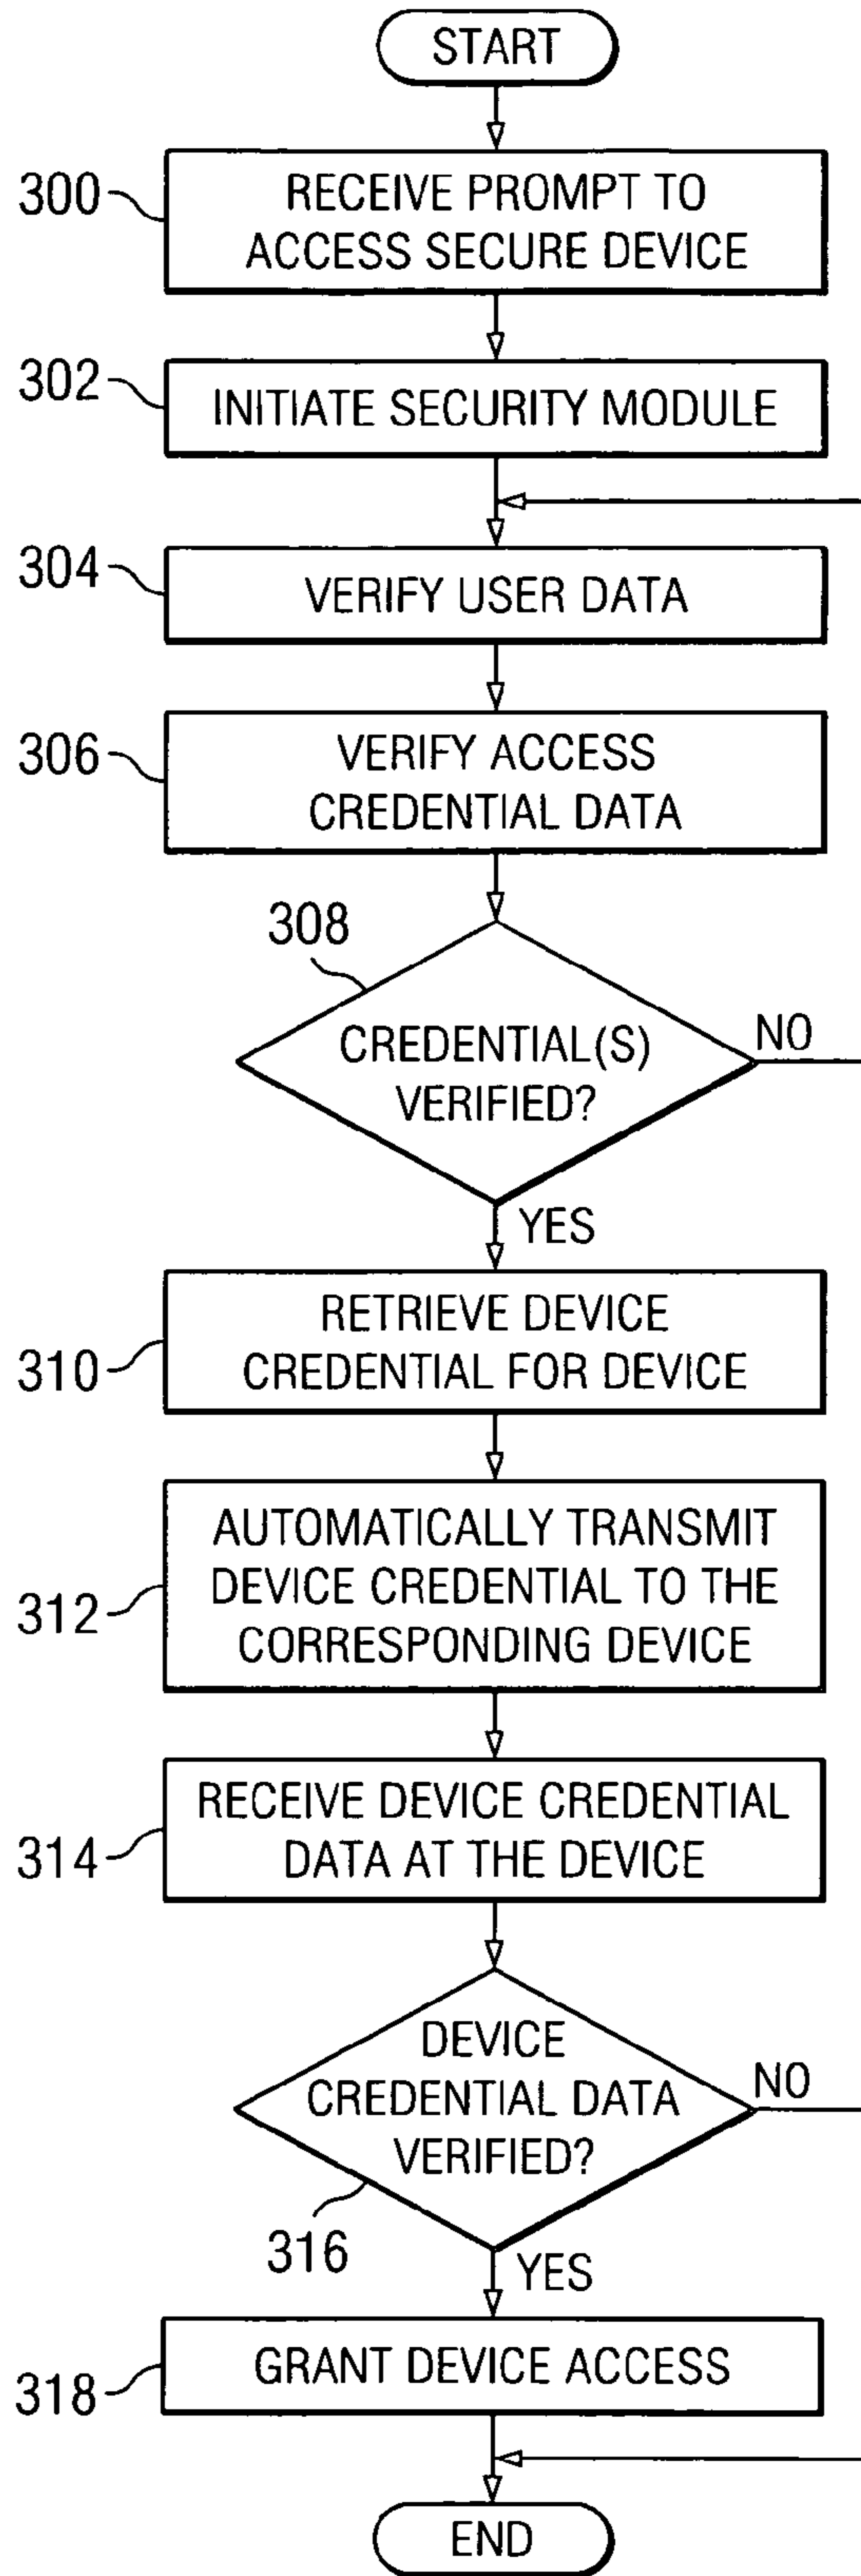 START
300
RECEIVE PROMPT TO
ACCESS SECURE DEVICE
302
INITIATE SECURITY MODULE
304
VERIFY USER DATA
306
VERIFY ACCESS
CREDENTIAL DATA
308
CREDENTIAL(S)
VERIFIED?
NO
YES
310
RETRIEVE DEVICE
CREDENTIAL FOR DEVICE
312
AUTOMATICALLY TRANSMIT
DEVICE CREDENTIAL TO THE
CORRESPONDING DEVICE
314
RECEIVE DEVICE CREDENTIAL
DATA AT THE DEVICE
DEVICE
CREDENTIAL DATA
VERIFIED?
NO
316
YES
318
GRANT DEVICE ACCESS
END